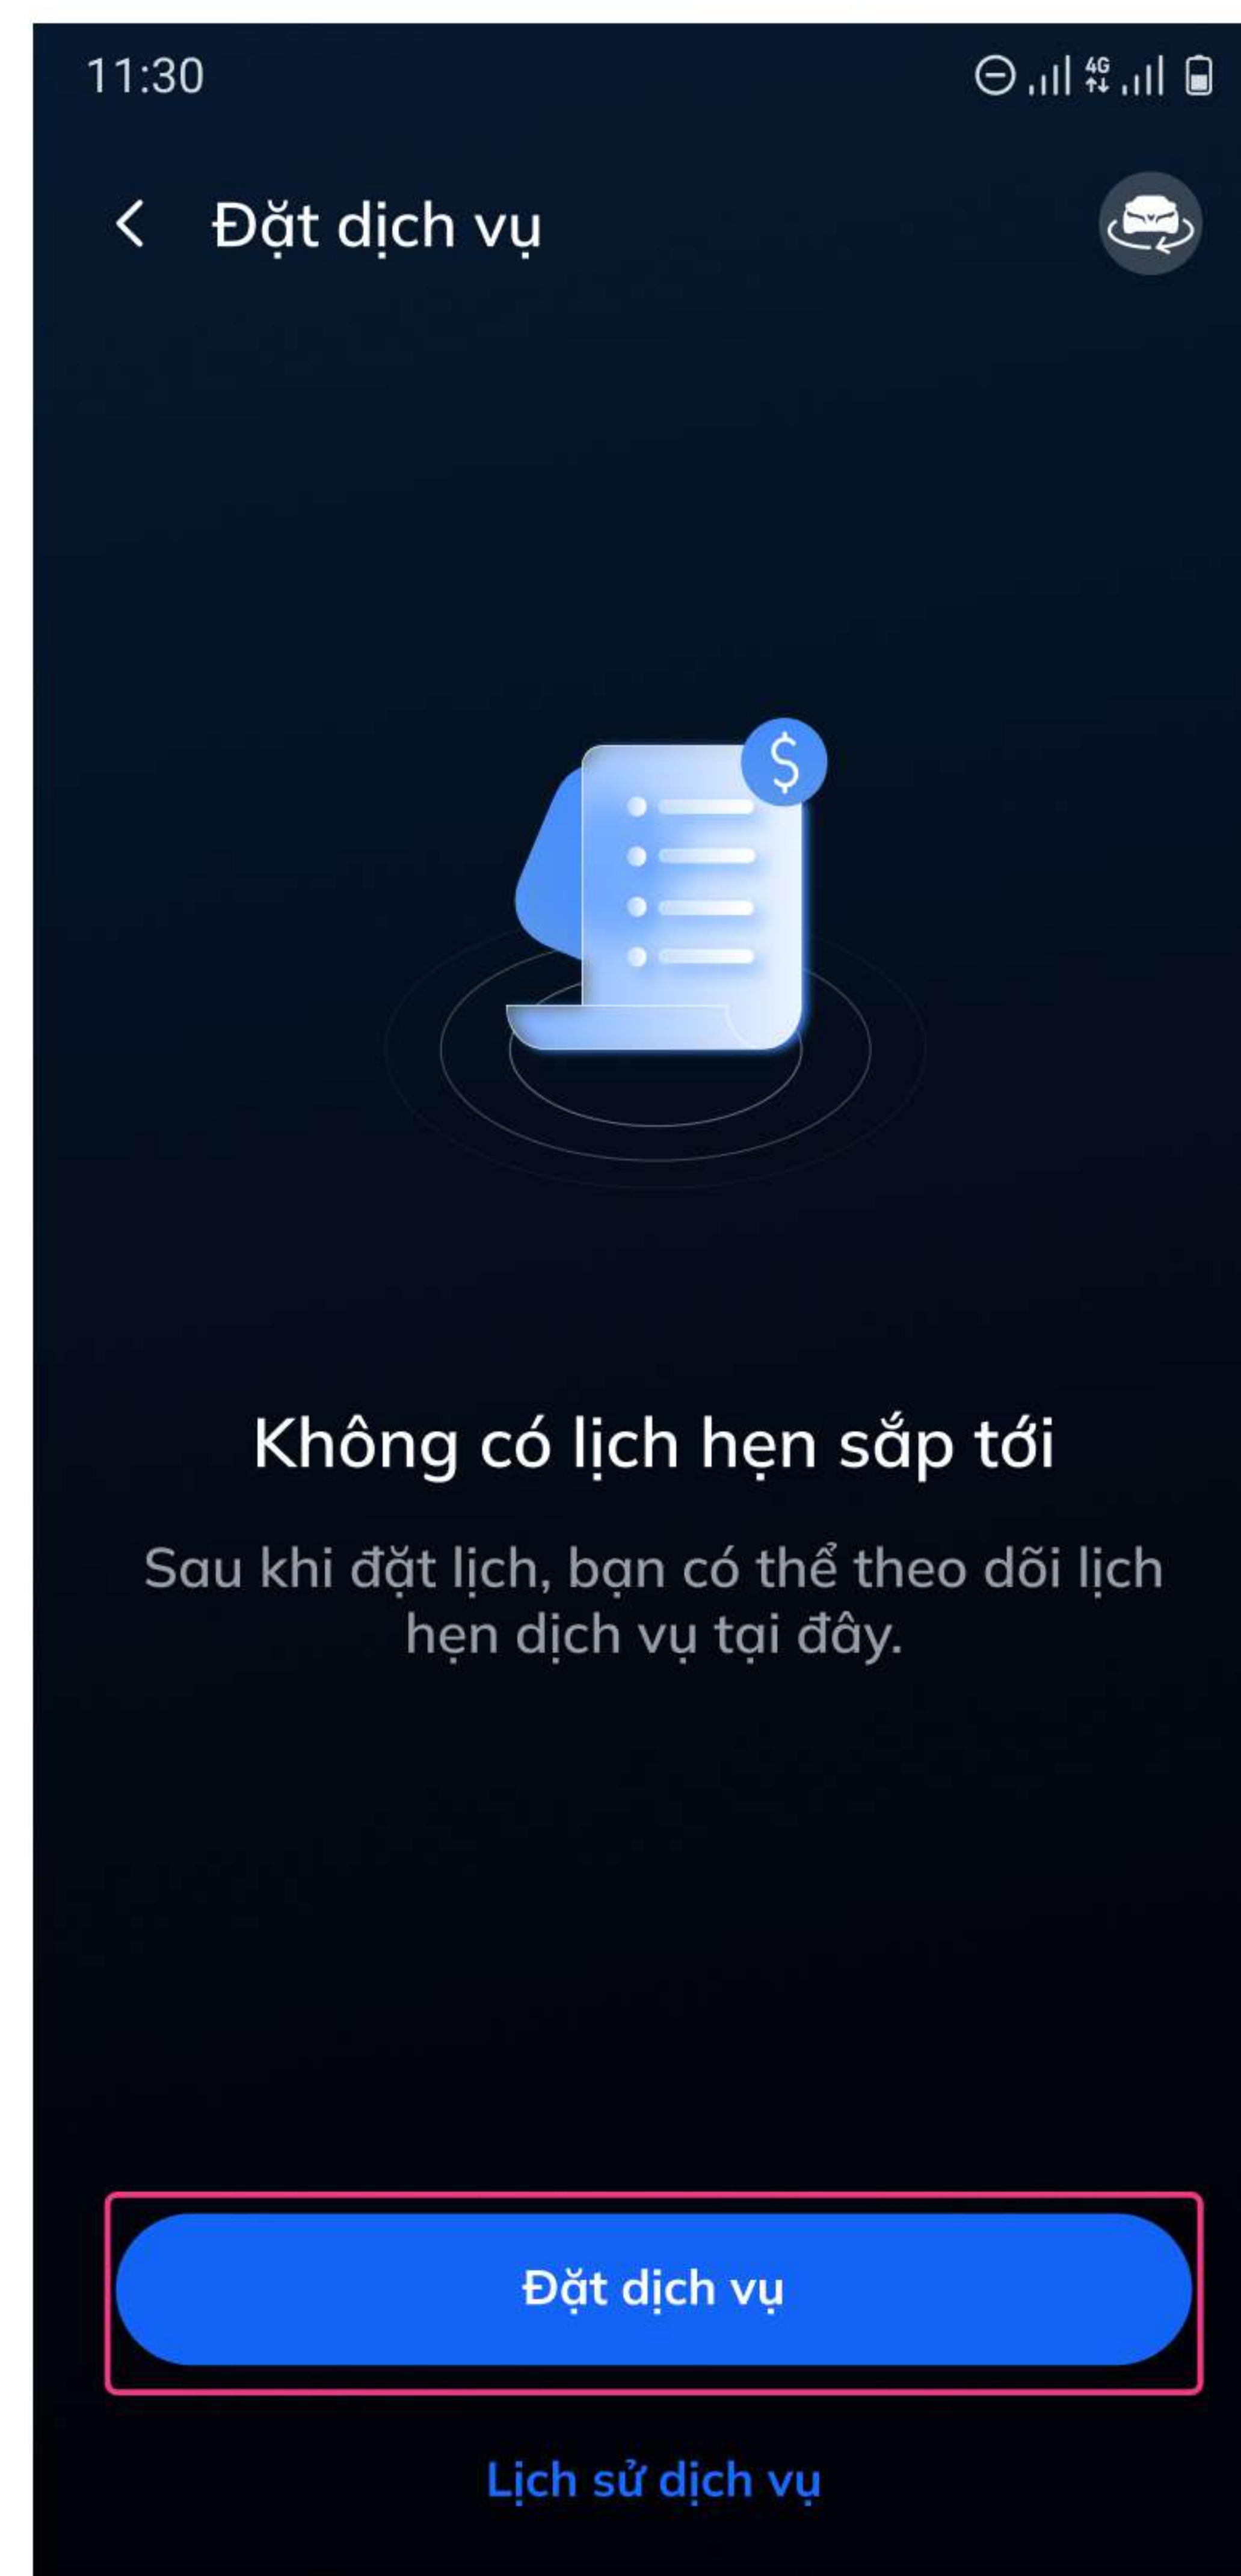 11:30
4G
Đặt dịch vụ
$
Không có lịch hẹn sắp tới
Sau khi đặt lịch, bạn có thể theo dõi lịch
hẹn dịch vụ tại đây.
Đặt dịch vụ
Lịch sử dịch vụ